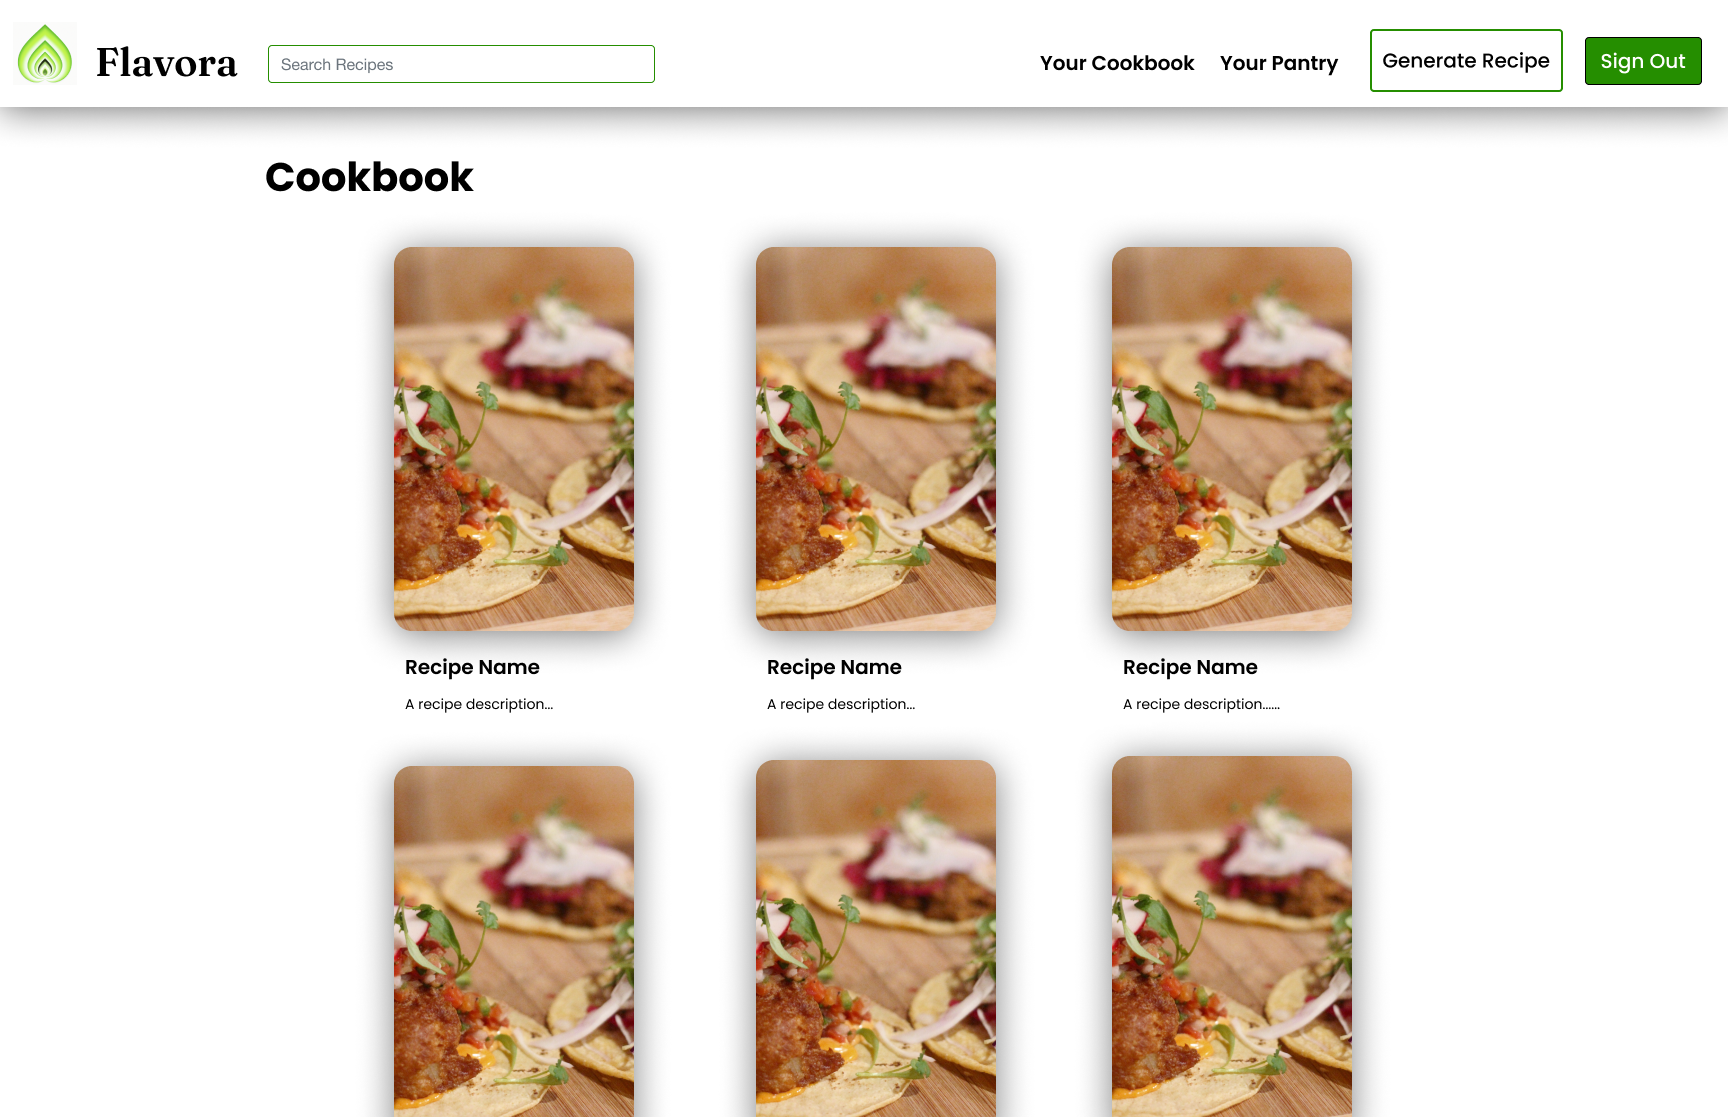 Flavora
Search Recipes
Your Cookbook
Your Pantry
Generate Recipe
Sign Out
Cookbook
Recipe Name
A recipe description...
Recipe Name
A recipe description...
Recipe Name
A recipe description......